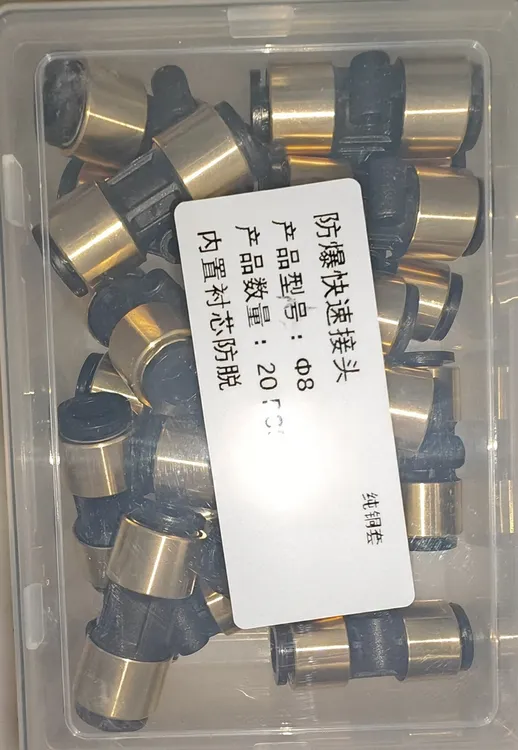 防爆快速接头
产品型号：Φ8
产品数量：20
内置衬芯防脱
纯铜套